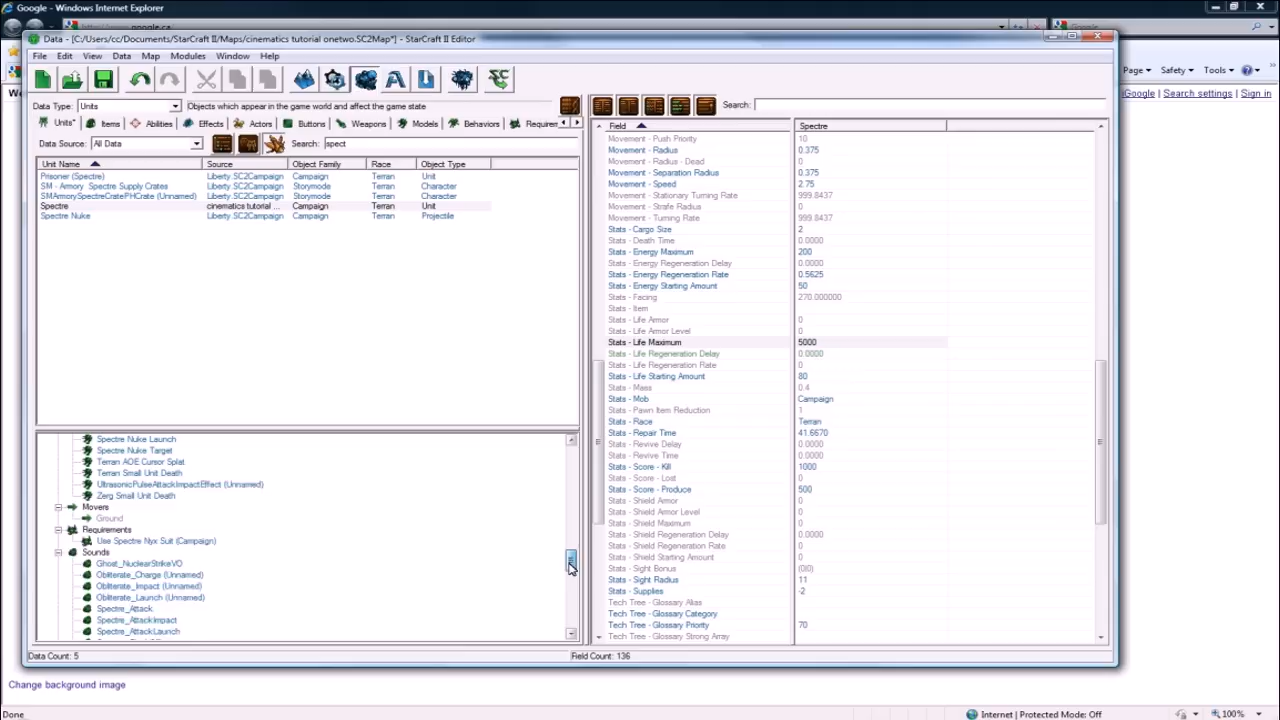 Google - Windows Internet Explorer
Data - [C:/Users/cc/Documents/StarCraft II/Maps/cinematics tutorial onetwo.SC2Map*] - StarCraft II Editor
File Edit View Data Map Modules Window Help
Page Safety Tools
iGoogle | Search settings | Sign in
Data Type: Units Objects which appear in the game world and affect the game state
Units* Items Abilities Effects Actors Buttons Weapons Models Behaviors Requirem
Data Source: All Data Search: spect
Unit Name Source Object Family Race Object Type
Prisoner (Spectre) Liberty.SC2Campaign Campaign Terran Unit
SM - Armory Spectre Supply Crates Liberty.SC2Campaign Storymode Terran Character
SMArmorySpectreCratePHCrate (Unnamed) Liberty.SC2Campaign Storymode Terran Character
Spectre cinematics tutorial ... Campaign Terran Unit
Spectre Nuke Liberty.SC2Campaign Campaign Terran Projectile
Spectre Nuke Launch
Spectre Nuke Target
Terran AOE Cursor Splat
Terran Small Unit Death
UltrasonicPulseAttackImpactEffect (Unnamed)
Zerg Small Unit Death
Movers
Ground
Requirements
Use Spectre Nyx Suit (Campaign)
Sounds
Ghost_NuclearStrikeVO
Obliterate_Charge (Unnamed)
Obliterate_Impact (Unnamed)
Obliterate_Launch (Unnamed)
Spectre_Attack
Spectre_AttackImpact
Spectre_AttackLaunch
Data Count: 5
Search:
Field Spectre
Movement - Push Priority 10
Movement - Radius 0.375
Movement - Radius - Dead 0
Movement - Separation Radius 0.375
Movement - Speed 2.75
Movement - Stationary Turning Rate 999.8437
Movement - Strafe Radius 0
Movement - Turning Rate 999.8437
Stats - Cargo Size 2
Stats - Death Time 0.0000
Stats - Energy Maximum 200
Stats - Energy Regeneration Delay 0.0000
Stats - Energy Regeneration Rate 0.5625
Stats - Energy Starting Amount 50
Stats - Facing 270.000000
Stats - Item
Stats - Life Armor 0
Stats - Life Armor Level 0
Stats - Life Maximum 5000
Stats - Life Regeneration Delay 0.0000
Stats - Life Regeneration Rate 0
Stats - Life Starting Amount 80
Stats - Mass 0.4
Stats - Mob Campaign
Stats - Pawn Item Reduction 1
Stats - Race Terran
Stats - Repair Time 41.6670
Stats - Revive Delay 0.0000
Stats - Revive Time 0.0000
Stats - Score - Kill 1000
Stats - Score - Lost 0
Stats - Score - Produce 500
Stats - Shield Armor 0
Stats - Shield Armor Level 0
Stats - Shield Maximum 0
Stats - Shield Regeneration Delay 0.0000
Stats - Shield Regeneration Rate 0
Stats - Shield Starting Amount 0
Stats - Sight Bonus (0|0)
Stats - Sight Radius 11
Stats - Supplies -2
Tech Tree - Glossary Alias
Tech Tree - Glossary Category
Tech Tree - Glossary Priority 70
Tech Tree - Glossary Strong Array
Field Count: 136
Change background image
Done
Internet | Protected Mode: Off
100%